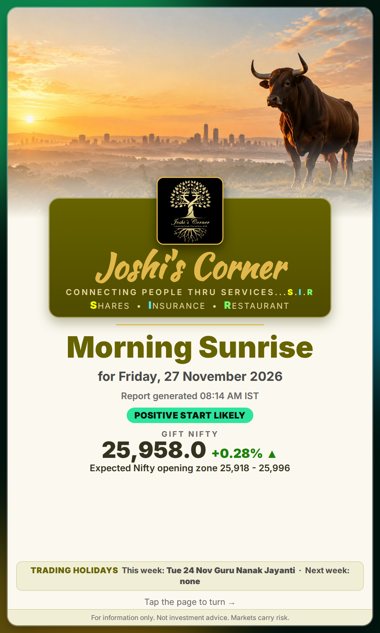 Joshi's Corner
Joshi's Corner
CONNECTING PEOPLE THRU SERVICES...S.I.R
SHARES • INSURANCE • RESTAURANT
Morning Sunrise
for Friday, 27 November 2026
Report generated 08:14 AM IST
POSITIVE START LIKELY
GIFT NIFTY
25,958.0 +0.28% ▲
Expected Nifty opening zone 25,918 - 25,996
TRADING HOLIDAYS This week: Tue 24 Nov Guru Nanak Jayanti · Next week:
none
Tap the page to turn →
For information only. Not investment advice. Markets carry risk.